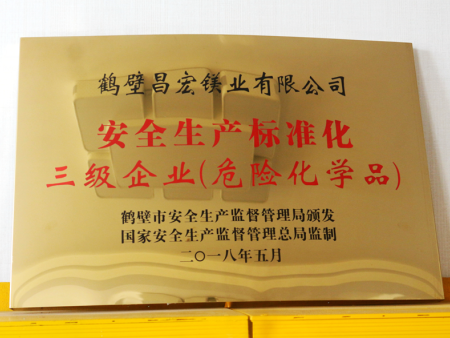 鹤壁昌宏镁业有限公司
安全生产标准化
三级企业(危险化学品)
鹤壁市安全生产监督管理局颁发
国家安全生产监督管理总局监制
二〇一八年五月